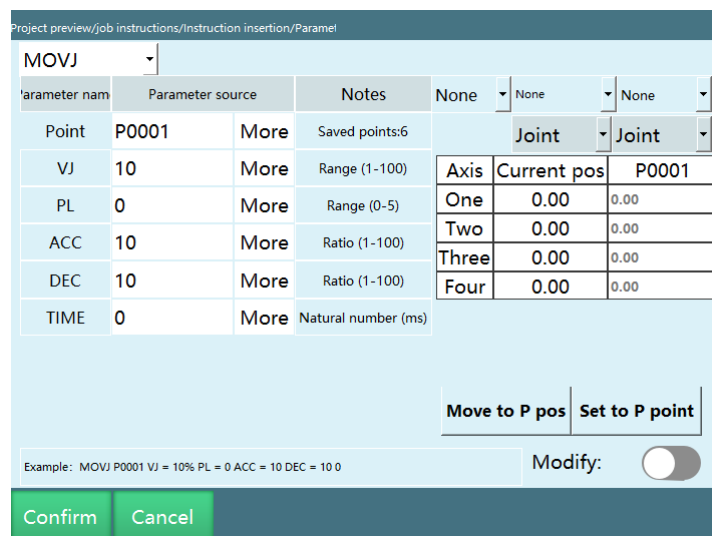 Project preview/job instructions/Instruction insertion/Paramet
MOVJ
Parameter nam Parameter source Notes None None None
Point P0001 More Saved points:6 Joint Joint
VJ 10 More Range (1-100) Axis Current pos P0001
PL 0 More Range (0-5) One 0.00 0.00
Two 0.00 0.00
ACC 10 More Ratio (1-100) Three 0.00 0.00
DEC 10 More Ratio (1-100) Four 0.00 0.00
TIME 0 More Natural number (ms)
Move to P pos Set to P point
Example: MOVJ P0001 VJ = 10% PL = 0 ACC = 10 DEC = 10 0 Modify:
Confirm Cancel